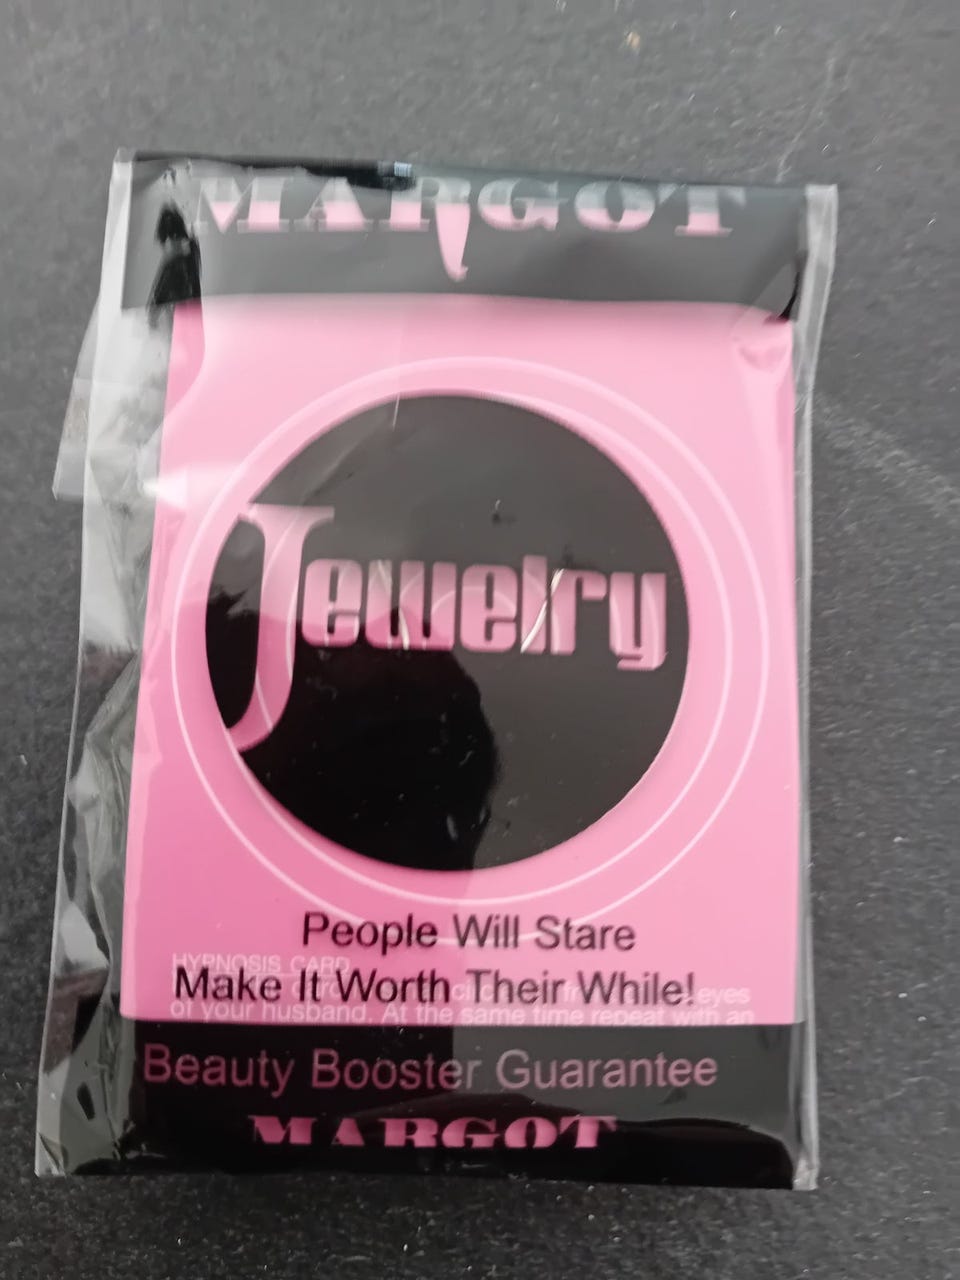 MARGOT
Jewelry
People Will Stare
HYPNOSIS CARD
Make It Worth Their While!
eyes
of your husband. At the same time repeat with an
Beauty Booster Guarantee
MARGOT